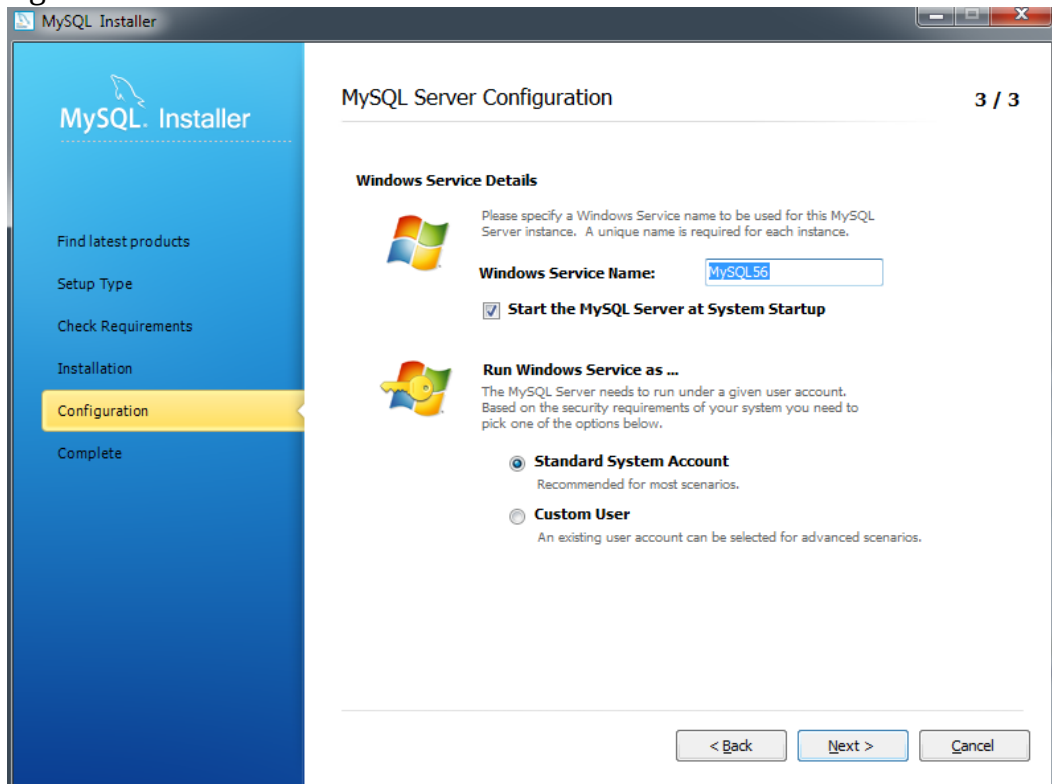 MySQL Installer
MySQL. Installer
MySQL Server Configuration
3 / 3
Find latest products
Setup Type
Check Requirements
Installation
Configuration
Complete
Windows Service Details
Please specify a Windows Service name to be used for this MySQL
Server instance. A unique name is required for each instance.
Windows Service Name: MySQL56
Start the MySQL Server at System Startup
Run Windows Service as ...
The MySQL Server needs to run under a given user account.
Based on the security requirements of your system you need to
pick one of the options below.
Standard System Account
Recommended for most scenarios.
Custom User
An existing user account can be selected for advanced scenarios.
< Back
Next >
Cancel